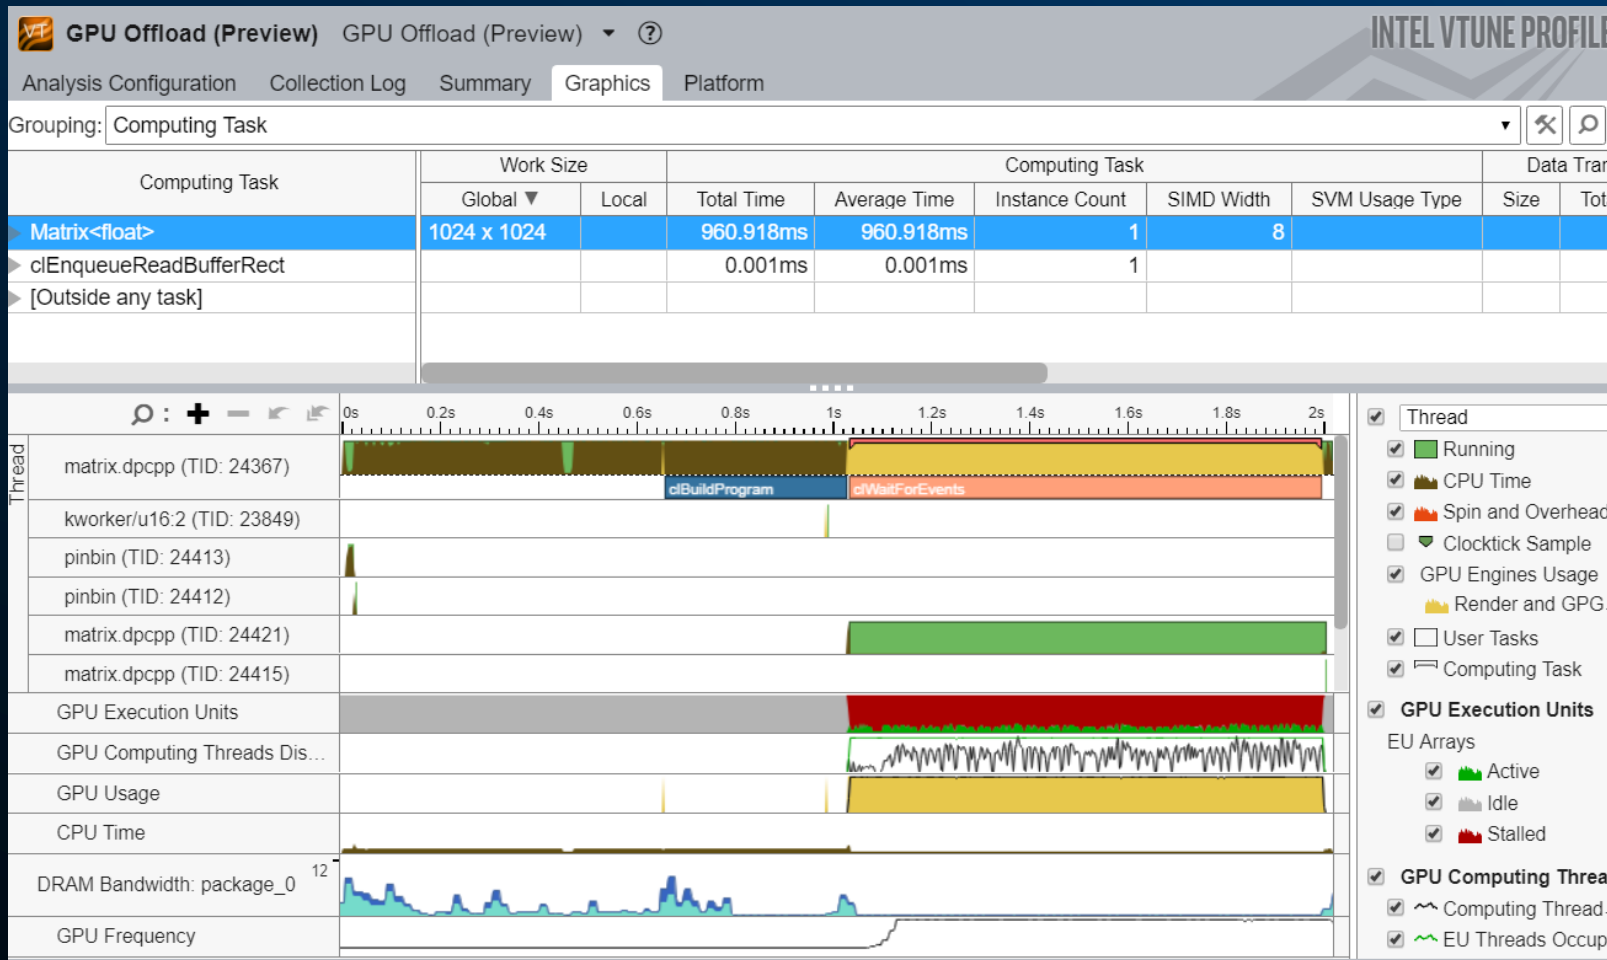 GPU Offload (Preview) GPU Offload (Preview) ?
INTEL VTUNE PROFILE
Analysis Configuration Collection Log Summary Graphics Platform
Grouping: Computing Task
Computing Task Work Size Computing Task Data Tran
Global Local Total Time Average Time Instance Count SIMD Width SVM Usage Type Size Tot
Matrix<float> 1024 x 1024 960.918ms 960.918ms 1 8
clEnqueueReadBufferRect 0.001ms 0.001ms 1
[Outside any task]
0s 0.2s 0.4s 0.6s 0.8s 1s 1.2s 1.4s 1.6s 1.8s 2s
Thread
matrix.dpcpp (TID: 24367)
clBuildProgram clWaitForEvents
kworker/u16:2 (TID: 23849)
pinbin (TID: 24413)
pinbin (TID: 24412)
matrix.dpcpp (TID: 24421)
matrix.dpcpp (TID: 24415)
GPU Execution Units
GPU Computing Threads Dis...
GPU Usage
CPU Time
DRAM Bandwidth: package_0 12
GPU Frequency
Thread
Running
CPU Time
Spin and Overhead
Clocktick Sample
GPU Engines Usage
Render and GPG
User Tasks
Computing Task
GPU Execution Units
EU Arrays
Active
Idle
Stalled
GPU Computing Threa
Computing Thread
EU Threads Occup